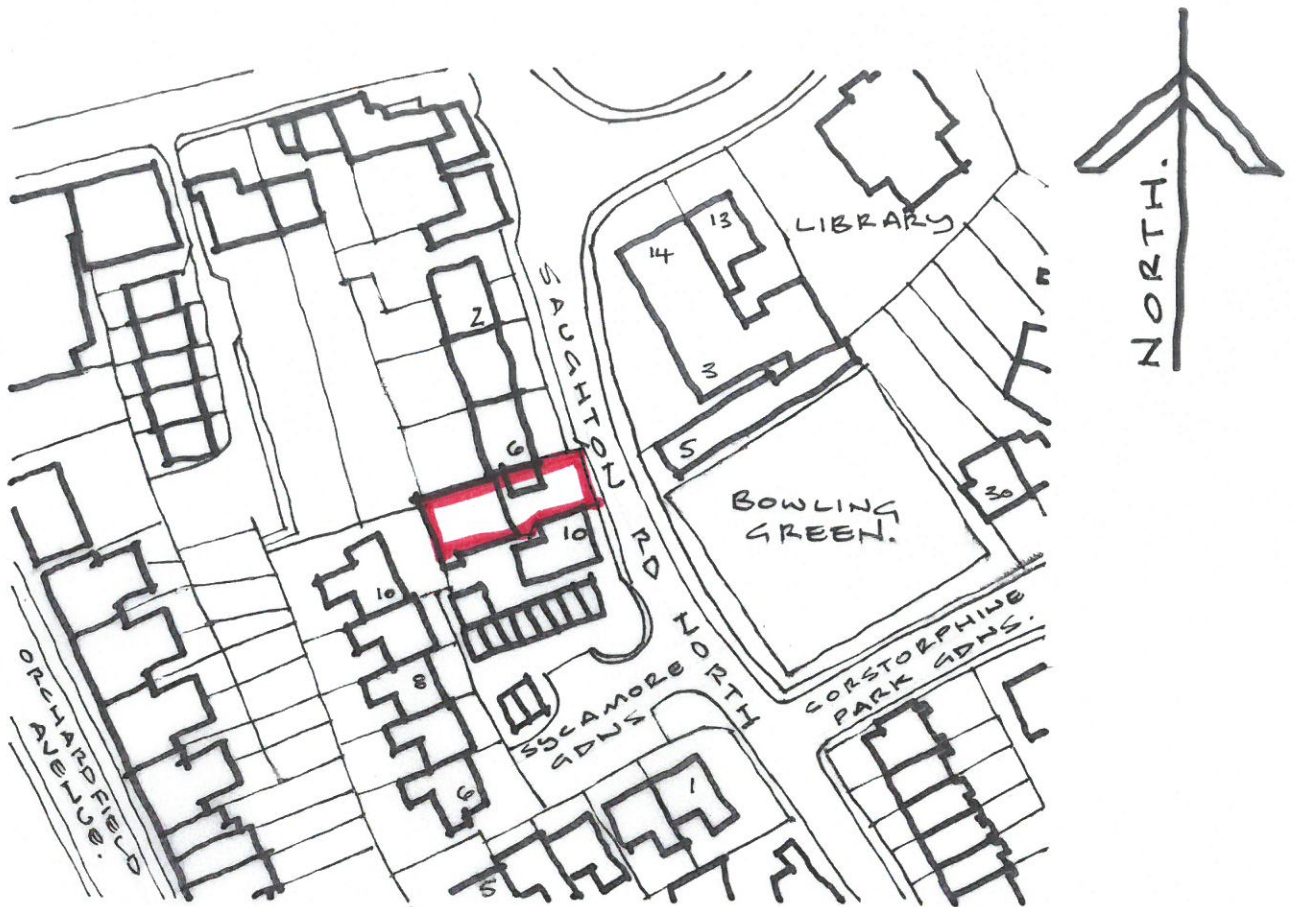 NORTH.
LIBRARY
13
14
3
5
SAUGHTON RD NORTH
2
6
10
BOWLING
GREEN.
30
10
8
6
CORSTORPHINE
PARK GDNS.
SYCAMORE
GDNS
ORCHARDFIELD
AVENUE.
1
5